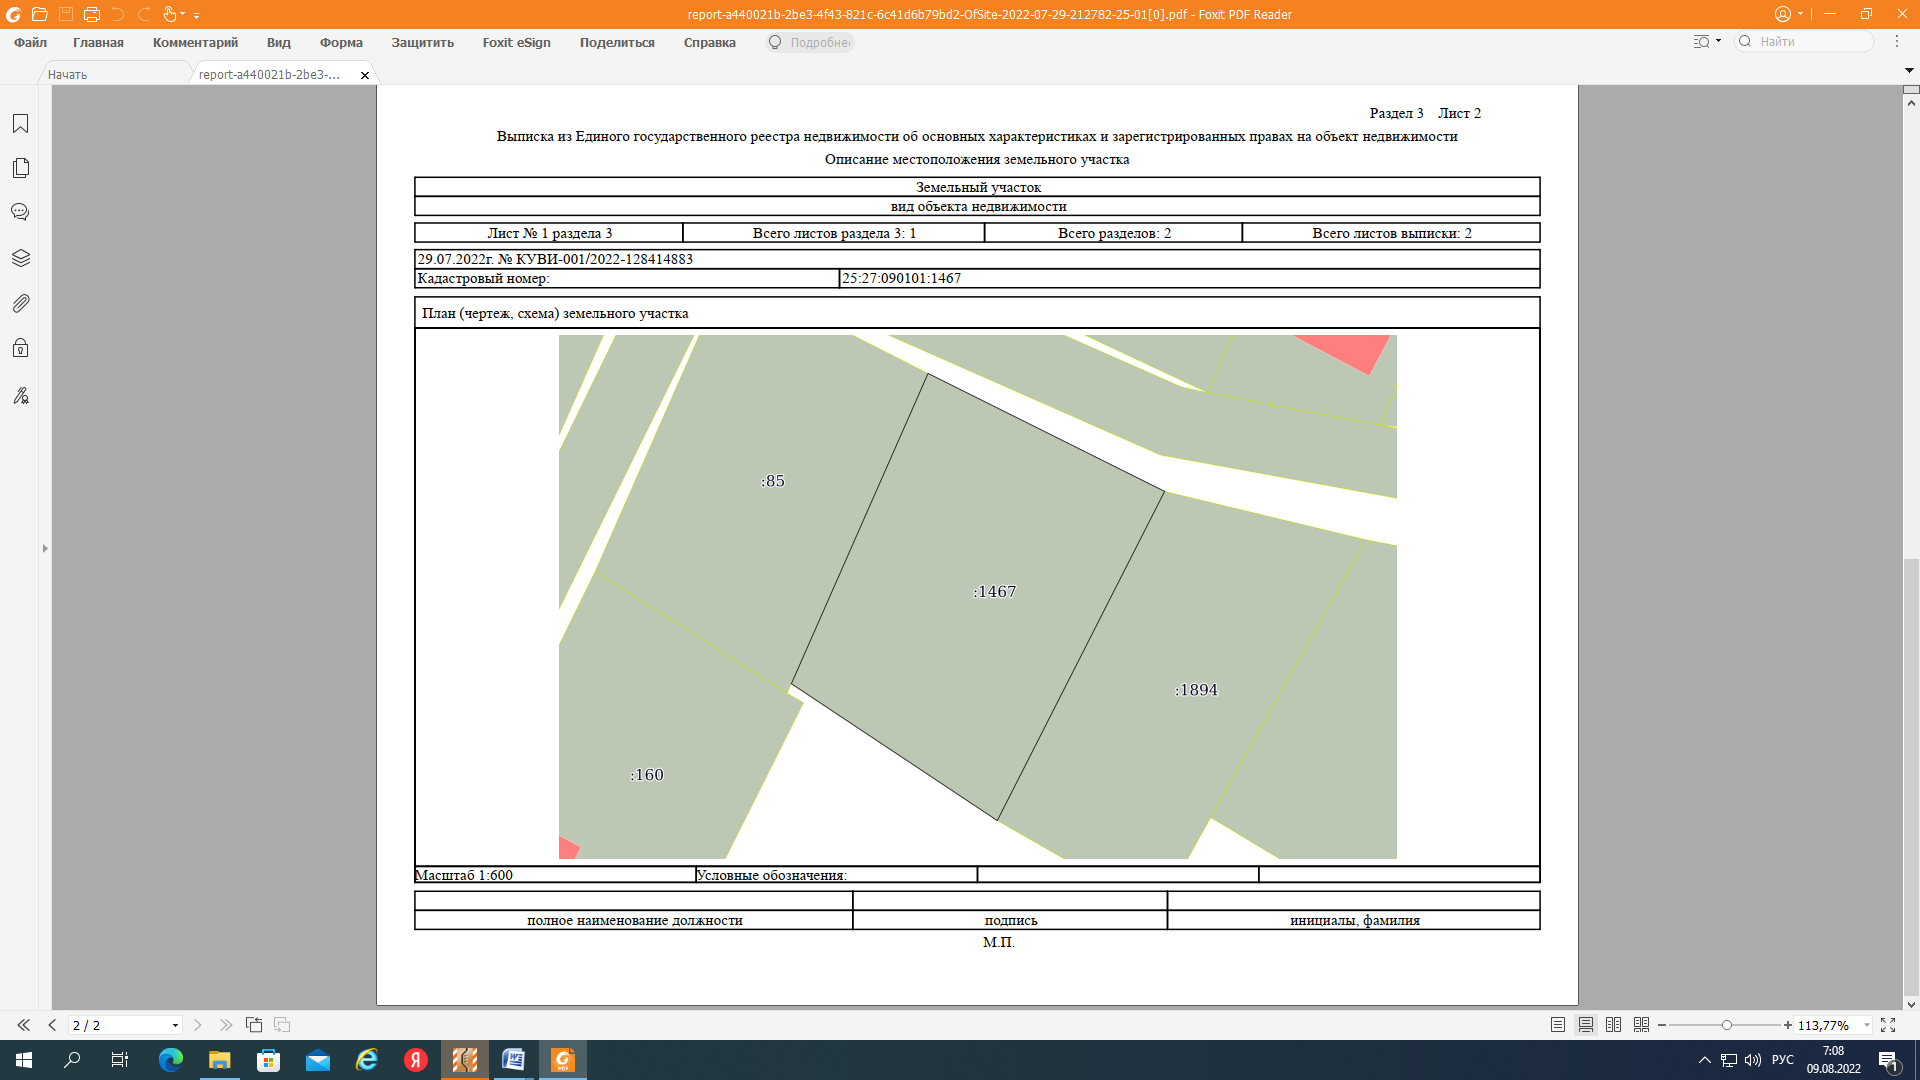 report-a440021b-2be3-4f43-821c-6c41d6b79bd2-OfSite-2022-07-29-212782-25-01[0].pdf - Foxit PDF Reader
Файл Главная Комментарий Вид Форма Защитить Foxit eSign Поделиться Справка Подробнее Найти
Начать report-a440021b-2be3-...
Раздел 3 Лист 2
Выписка из Единого государственного реестра недвижимости об основных характеристиках и зарегистрированных правах на объект недвижимости
Описание местоположения земельного участка
Земельный участок
вид объекта недвижимости
Лист № 1 раздела 3 Всего листов раздела 3: 1 Всего разделов: 2 Всего листов выписки: 2
29.07.2022г. № КУВИ-001/2022-128414883
Кадастровый номер: 25:27:090101:1467
План (чертеж, схема) земельного участка
:85
:1467
:1894
:160
Масштаб 1:600 Условные обозначения:
полное наименование должности подпись инициалы, фамилия
М.П.
2 / 2 113,77%
РУС 7:08
09.08.2022
1